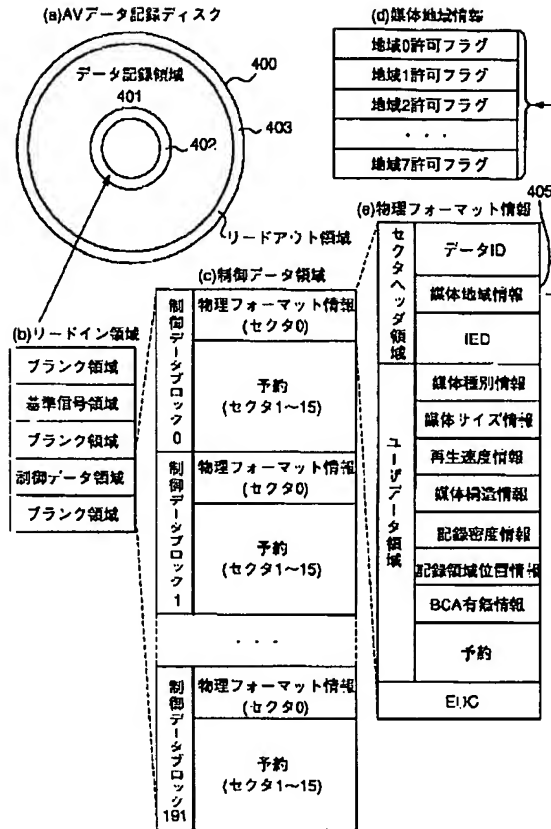 (a)AVデータ記録ディスク
データ記録領域
401
400
403
402
リードアウト領域
(b)リードイン領域
ブランク領域
基準信号領域
ブランク領域
制御データ領域
ブランク領域
(c)制御データ領域
制御データブロック0
物理フォーマット情報
(セクタ0)
予約
(セクタ1~15)
制御データブロック1
物理フォーマット情報
(セクタ0)
予約
(セクタ1~15)
・・・
制御データブロック191
物理フォーマット情報
(セクタ0)
予約
(セクタ1~15)
(d)媒体地域情報
地域0許可フラグ
地域1許可フラグ
地域2許可フラグ
・・・
地域7許可フラグ
405
(e)物理フォーマット情報
セクタヘッダ領域
データID
媒体地域情報
IED
ユーザデータ領域
媒体種別情報
媒体サイズ情報
再生速度情報
媒体構造情報
記録密度情報
記録領域位置情報
BCA有無情報
予約
EDC